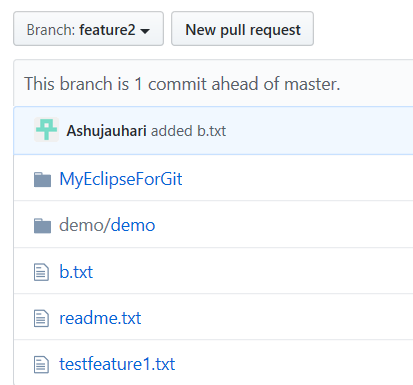 Branch: feature2 New pull request
This branch is 1 commit ahead of master.
Ashujauhari added b.txt
MyEclipseForGit
demo/demo
b.txt
readme.txt
testfeature1.txt